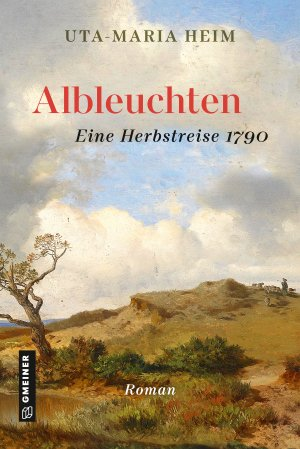 UTA-MARIA HEIM
Albleuchten
Eine Herbstreise 1790
Roman
GMEINER